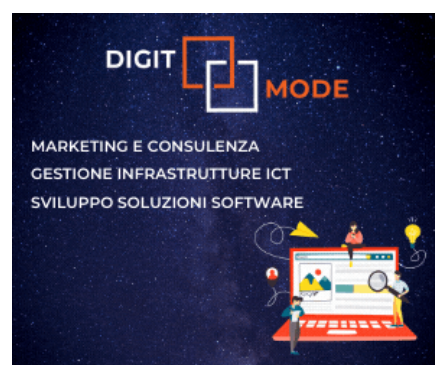 DIGIT
MODE
MARKETING E CONSULENZA
GESTIONE INFRASTRUTTURE ICT
SVILUPPO SOLUZIONI SOFTWARE